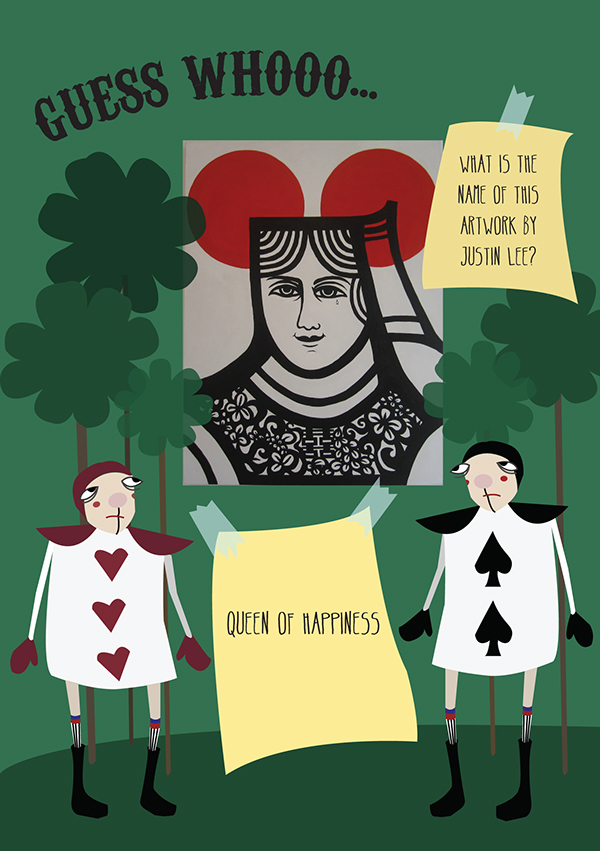 GUESS WHOOO...
WHAT IS THE
NAME OF THIS
ARTWORK BY
JUSTIN LEE?
QUEEN OF HAPPINESS